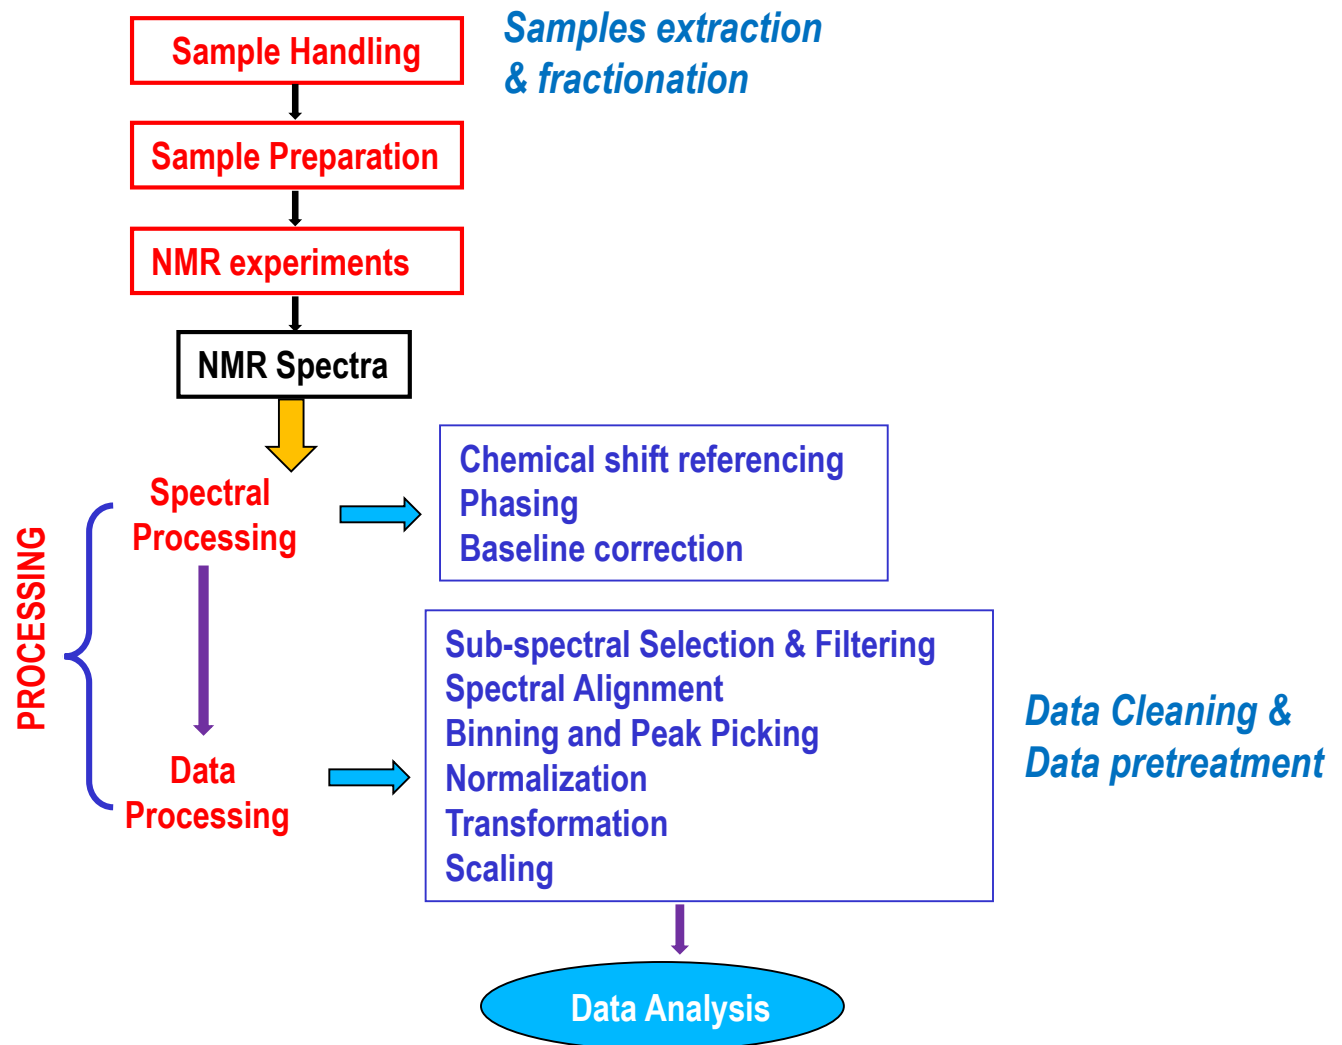 Sample Handling
Samples extraction
& fractionation
Sample Preparation
NMR experiments
NMR Spectra
Chemical shift referencing
Phasing
Baseline correction
Spectral
Processing
PROCESSING
Sub-spectral Selection & Filtering
Spectral Alignment
Binning and Peak Picking
Normalization
Transformation
Scaling
Data Cleaning &
Data pretreatment
Data
Processing
Data Analysis